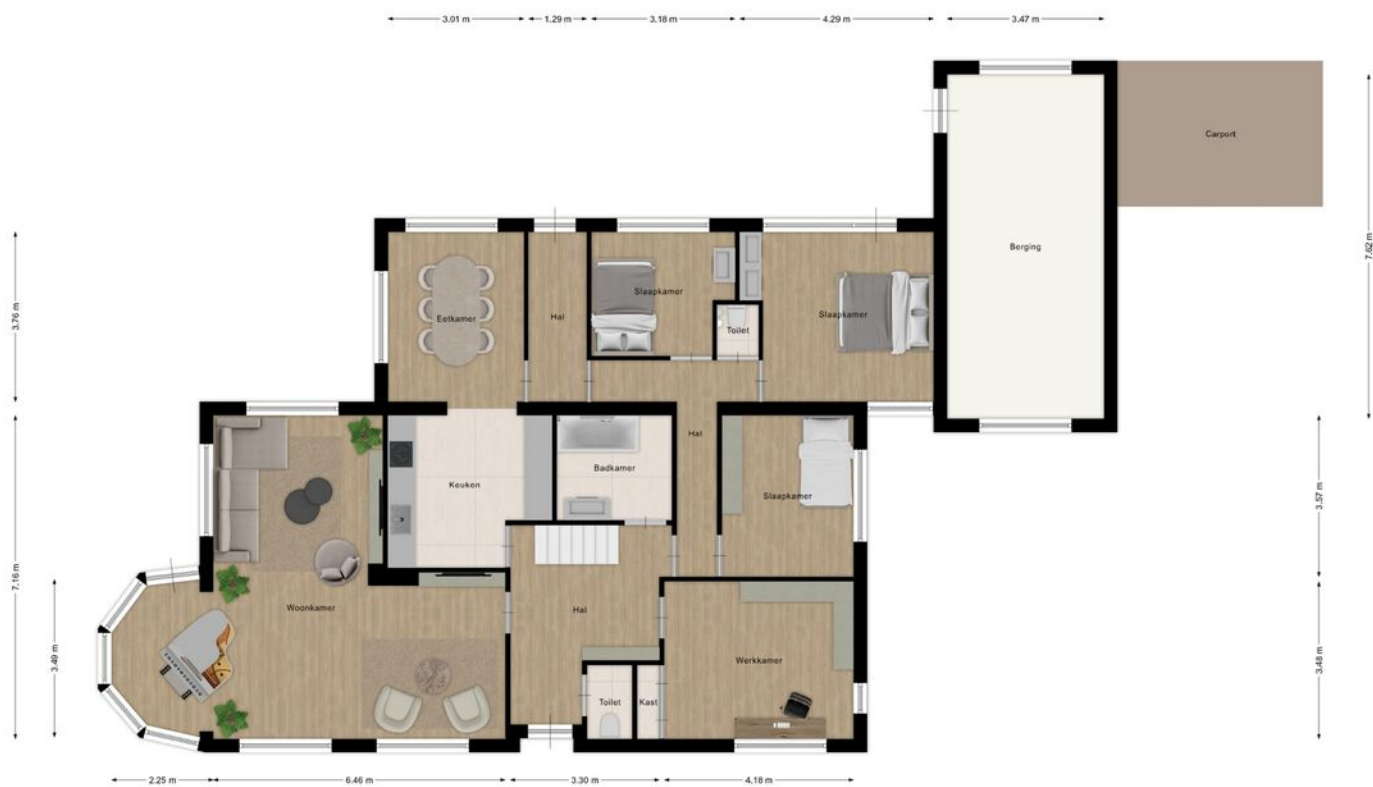 3.01 m
1.29 m
3.18 m
4.29 m
3.47 m
Carport
7.62 m
Berging
3.76 m
Eetkamer
Hal
Slaapkamer
Toilet
Slaapkamer
Hal
Keuken
Badkamer
Slaapkamer
3.57 m
7.16 m
Woonkamer
Hal
3.49 m
Werkkamer
3.48 m
Toilet
Kast
2.25 m
6.46 m
3.30 m
4.18 m